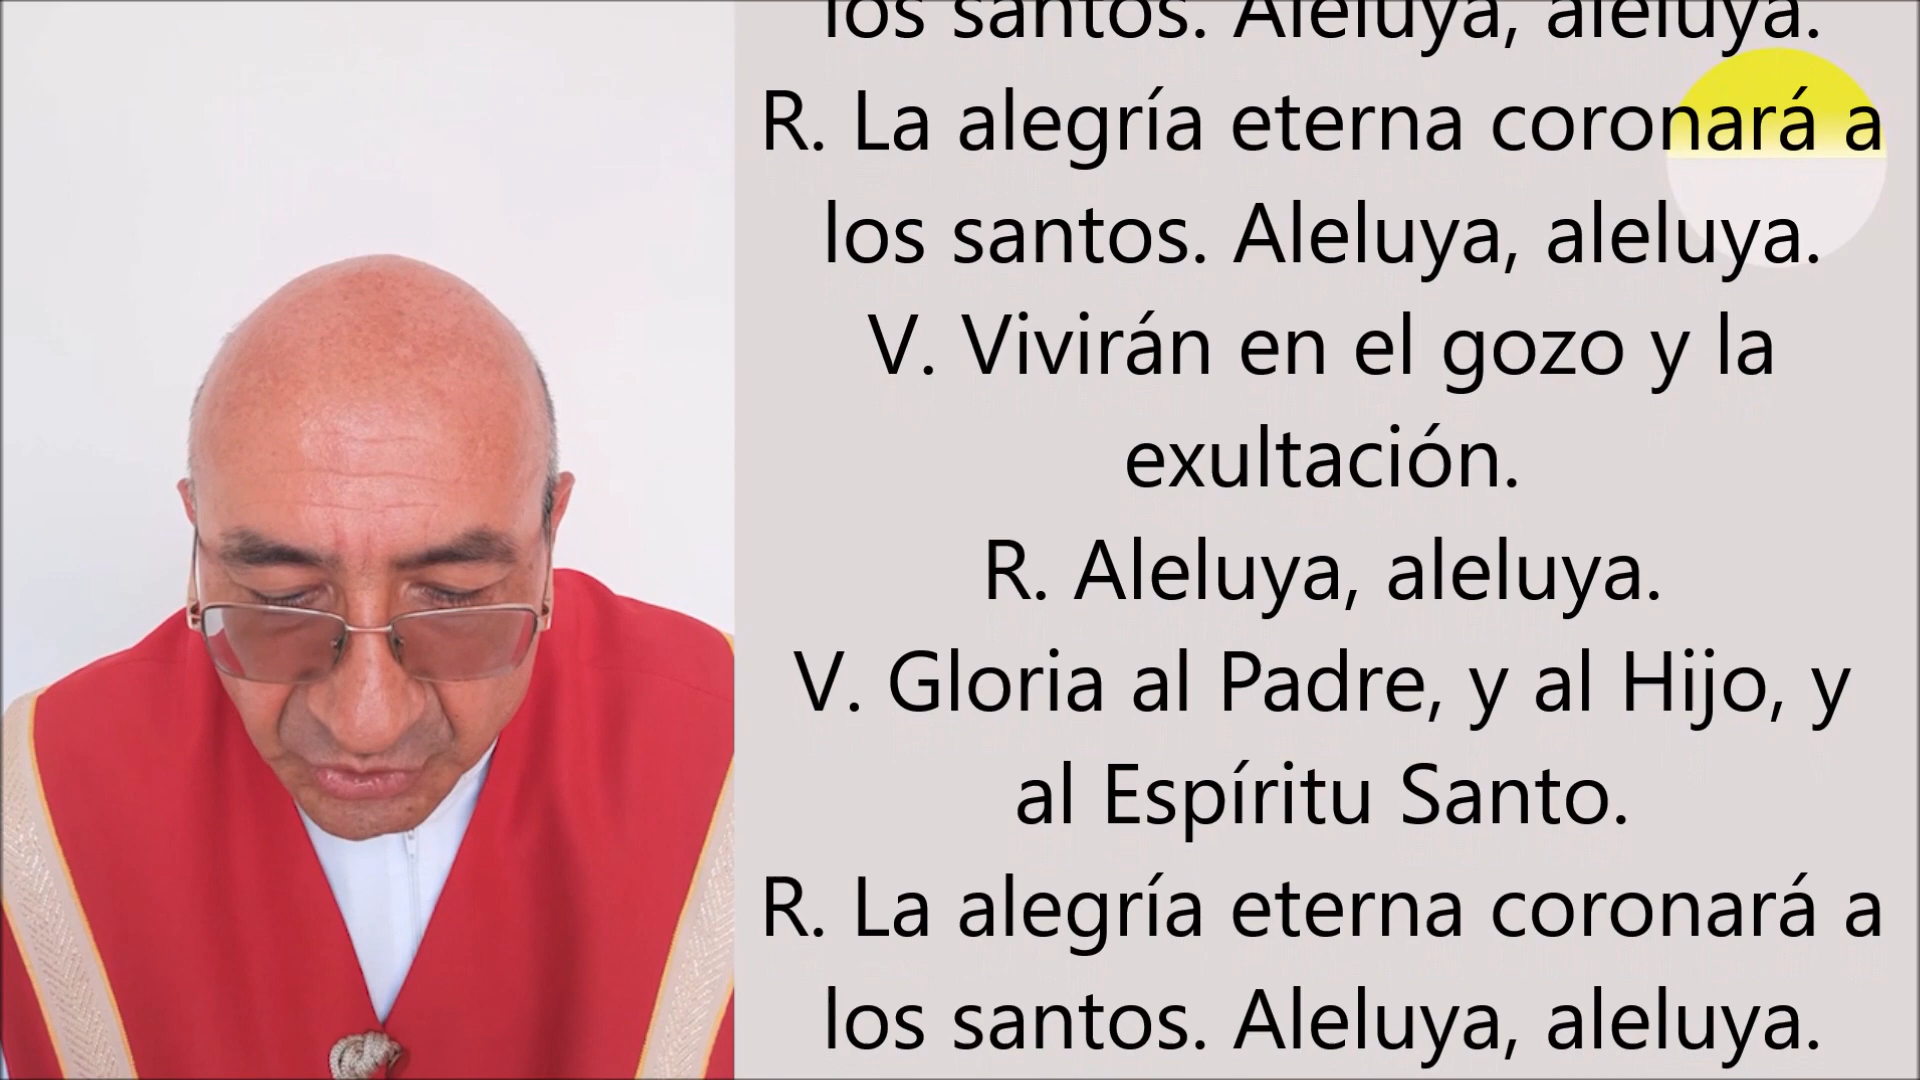 los santos. Aleluya, aleluya.
R. La alegría eterna coronará a
los santos. Aleluya, aleluya.
V. Vivirán en el gozo y la
exultación.
R. Aleluya, aleluya.
V. Gloria al Padre, y al Hijo, y
al Espíritu Santo.
R. La alegría eterna coronará a
los santos. Aleluya, aleluya.